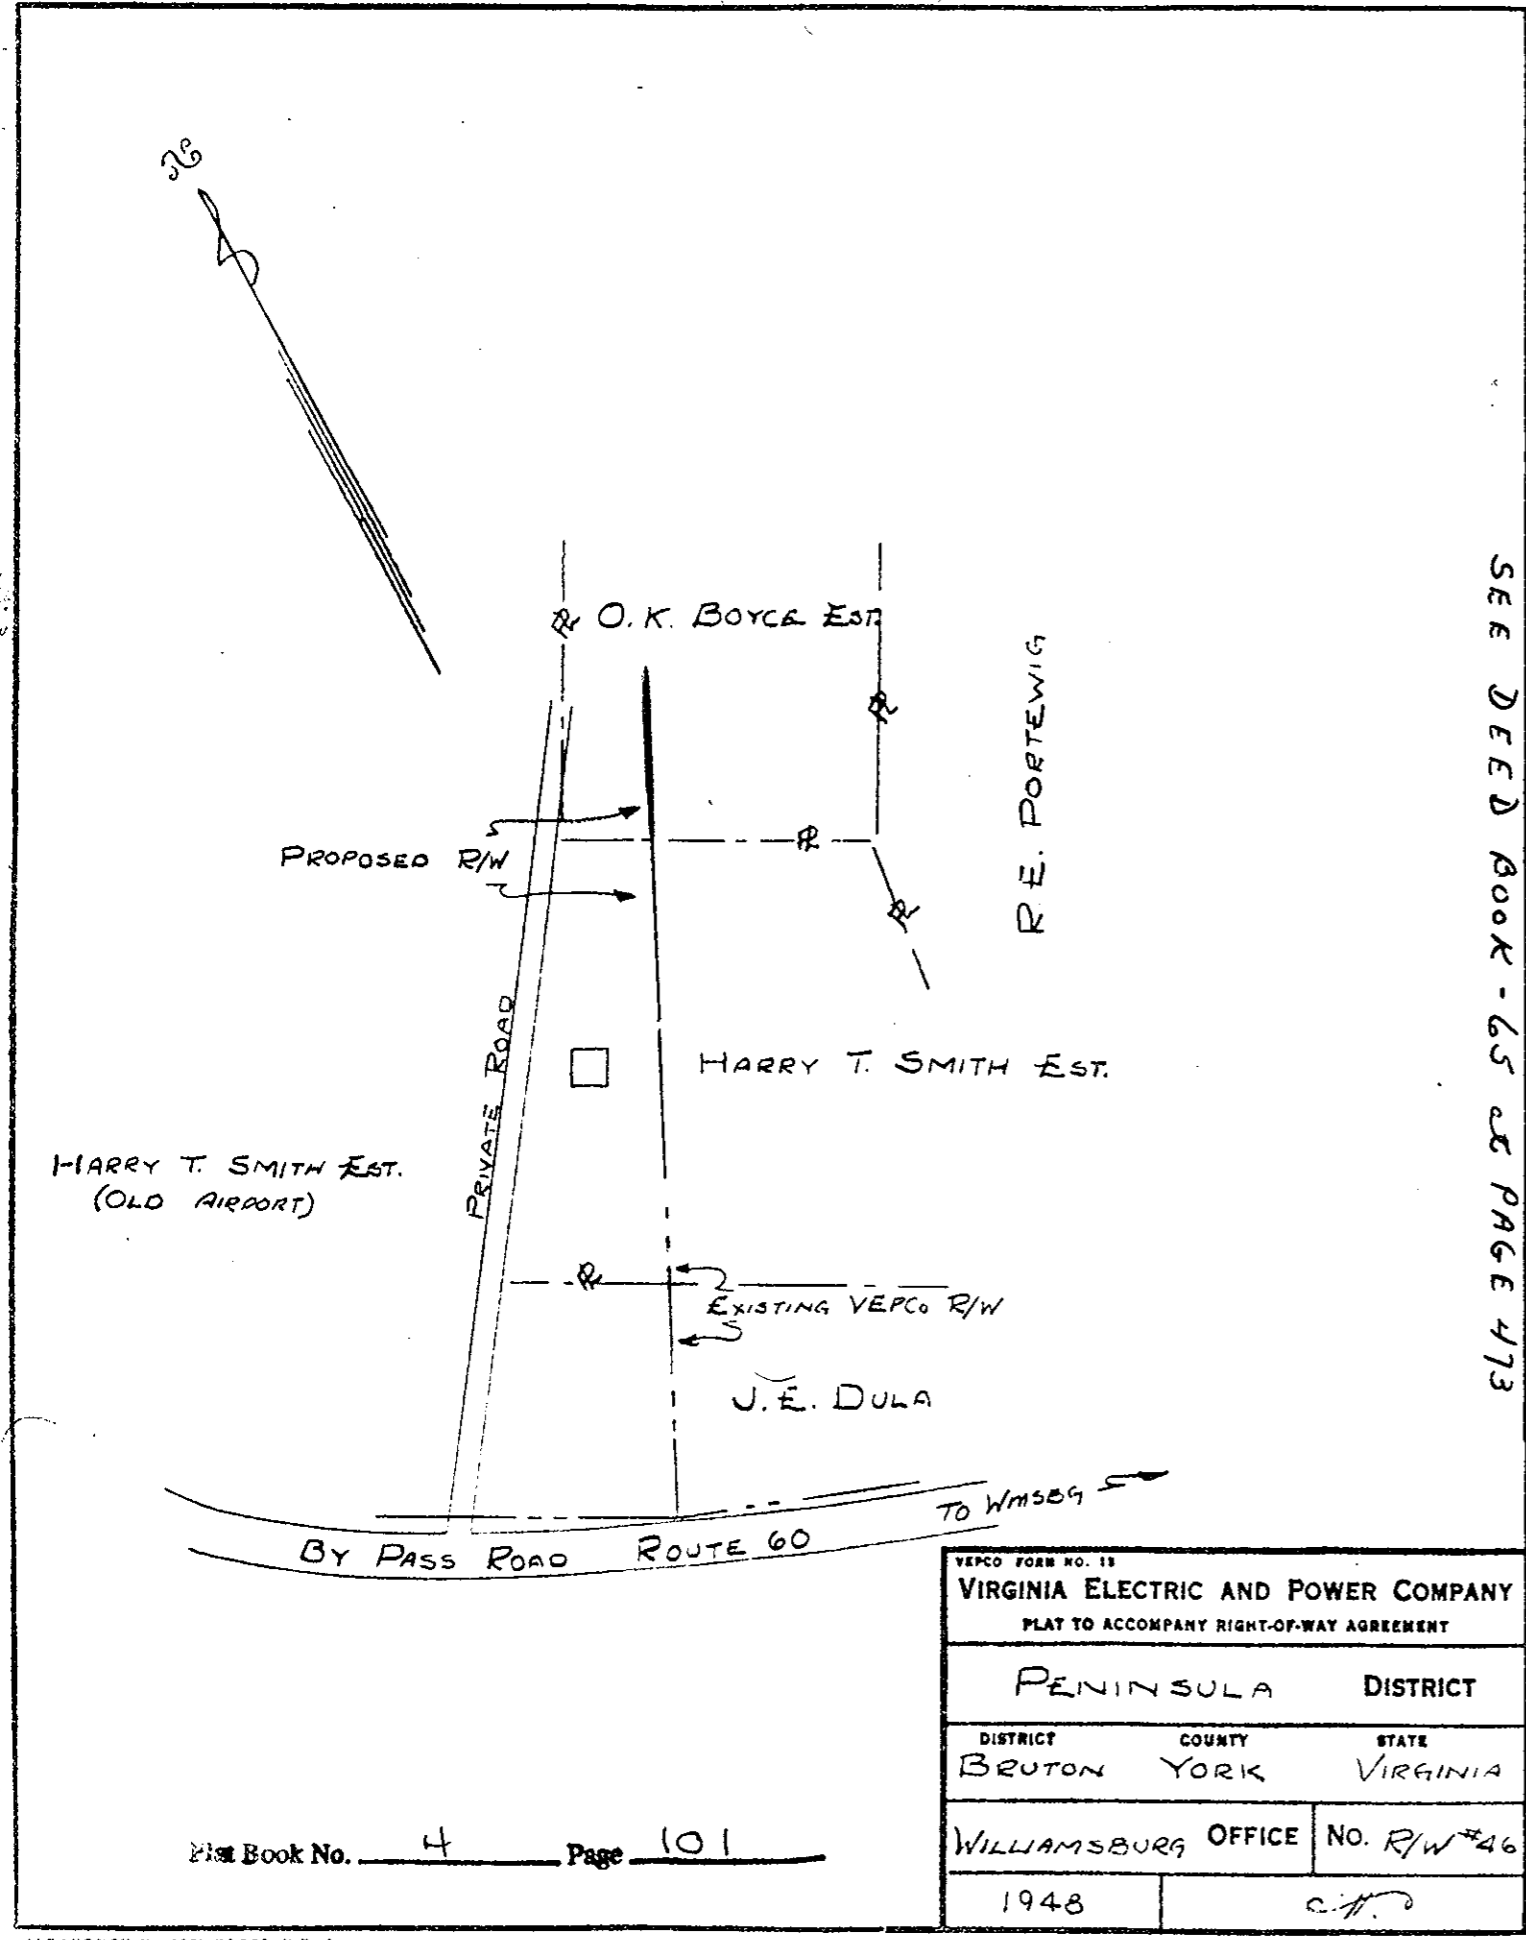 O.K. BOYCE EST.
R.E. PORTEWIG
SEE DEED BOOK-65 at PAGE 473
PROPOSED R/W
PRIVATE ROAD
HARRY T. SMITH EST.
HARRY T. SMITH EST.
(OLD AIRPORT)
EXISTING VEPCO R/W
J.E. DULA
TO WMSBG
BY PASS ROAD ROUTE 60
VEPCO FORM NO. 13
VIRGINIA ELECTRIC AND POWER COMPANY
PLAT TO ACCOMPANY RIGHT-OF-WAY AGREEMENT
PENINSULA DISTRICT
DISTRICT COUNTY STATE
BRUTON YORK VIRGINIA
WILLIAMSBURG OFFICE NO. R/W #46
1948
Plat Book No. 4 Page 101